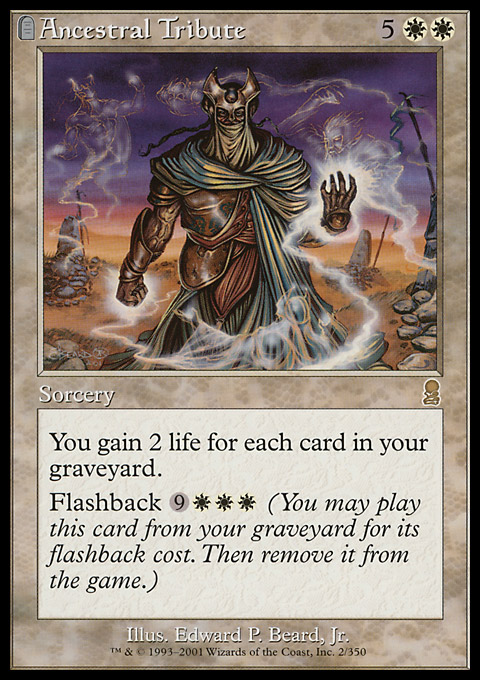 Ancestral Tribute 5
Sorcery
You gain 2 life for each card in your
graveyard.
Flashback 9 (You may play
this card from your graveyard for its
flashback cost. Then remove it from
the game.)
Illus. Edward P. Beard, Jr.
™ & © 1993–2001 Wizards of the Coast, Inc. 2/350